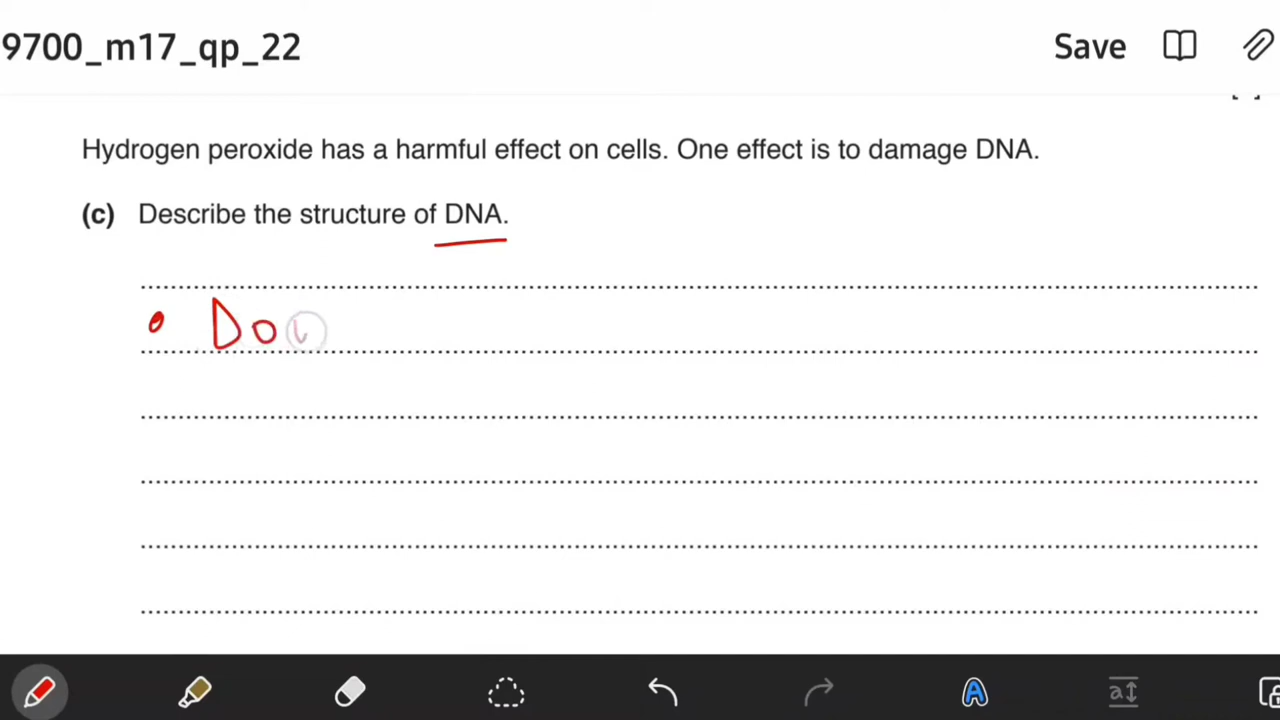 9700_m17_qp_22 Save
Hydrogen peroxide has a harmful effect on cells. One effect is to damage DNA.
(c) Describe the structure of DNA.
• Dou